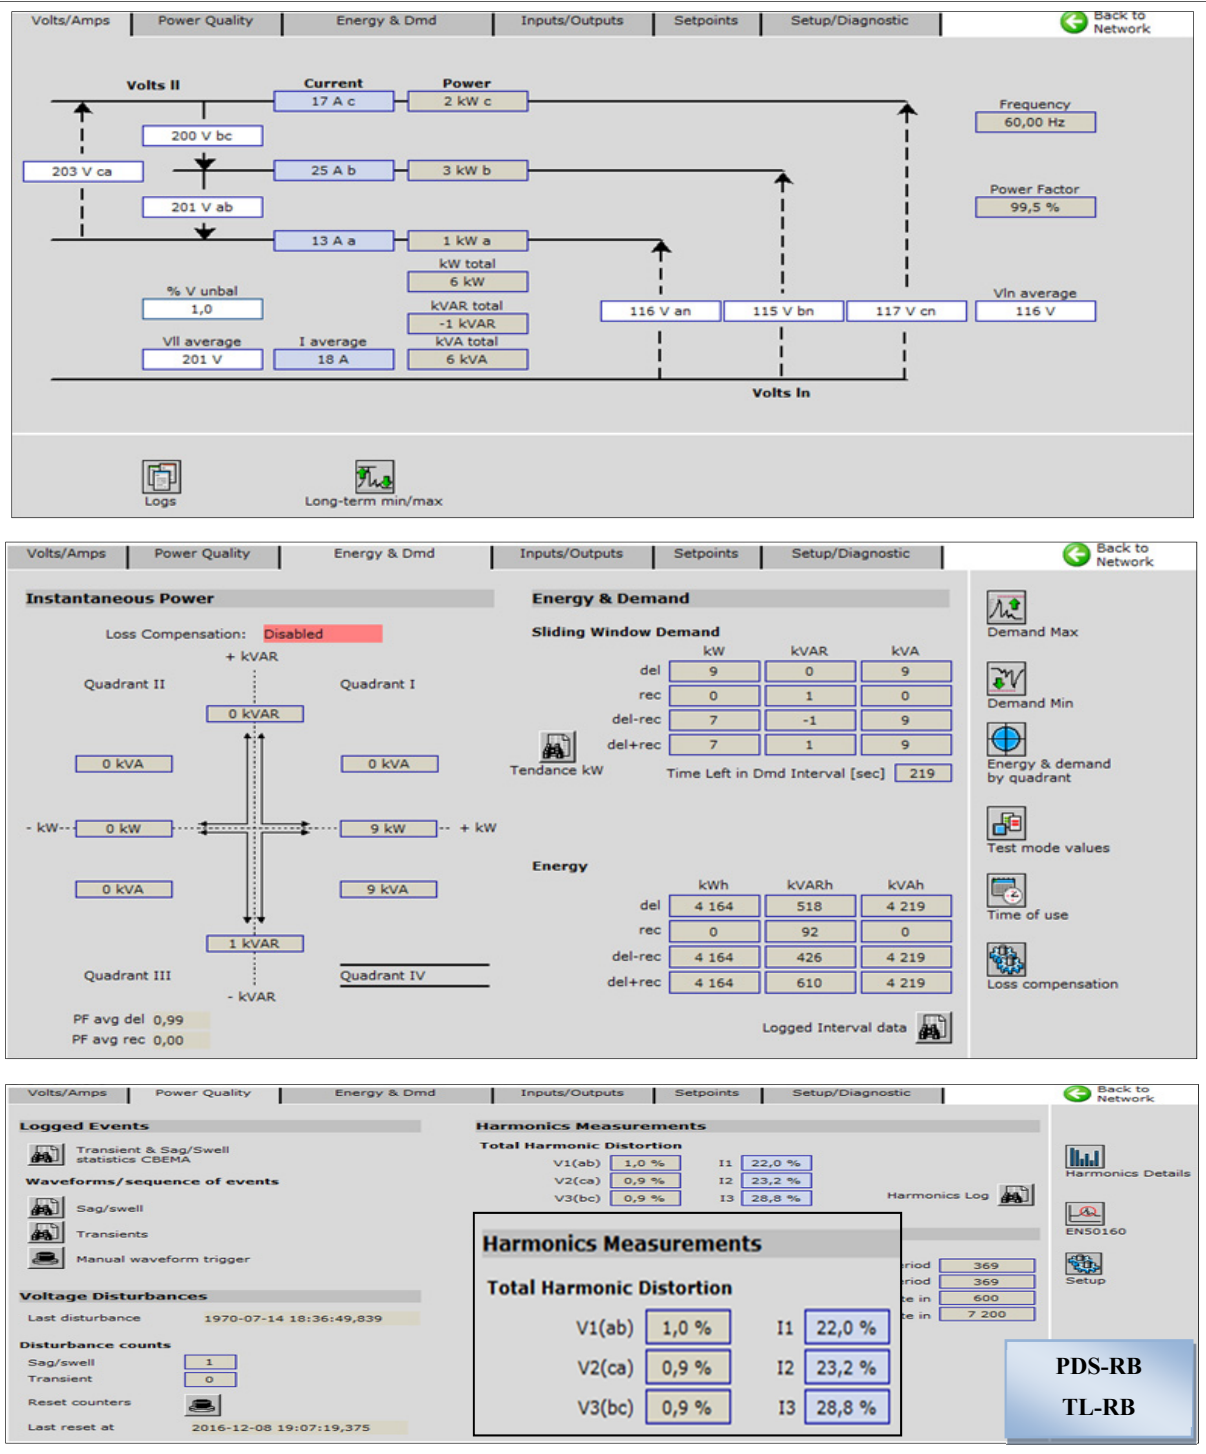 Volts/Amps Power Quality Energy & Dmd Inputs/Outputs Setpoints Setup/Diagnostic Back to Network
Volts ll Current Power
17 A c 2 kW c
Frequency
60,00 Hz
200 V bc
203 V ca
25 A b 3 kW b
Power Factor
99,5 %
201 V ab
13 A a 1 kW a
kW total
6 kW
% V unbal
1,0
kVAR total
-1 kVAR
116 V an 115 V bn 117 V cn
Vln average
116 V
Vll average I average kVA total
201 V 18 A 6 kVA
Volts ln
Logs Long-term min/max
Volts/Amps Power Quality Energy & Dmd Inputs/Outputs Setpoints Setup/Diagnostic Back to Network
Instantaneous Power
Loss Compensation: Disabled
+ kVAR
Quadrant II Quadrant I
0 kVAR
0 kVA 0 kVA
- kW 0 kW 9 kW + kW
0 kVA 9 kVA
1 kVAR
Quadrant III Quadrant IV
- kVAR
PF avg del 0,99
PF avg rec 0,00
Energy & Demand
Sliding Window Demand
kW kVAR kVA
del 9 0 9
rec 0 1 0
del-rec 7 -1 9
del+rec 7 1 9
Tendance kW
Time Left in Dmd Interval [sec] 219
Energy
kWh kVARh kVAh
del 4 164 518 4 219
rec 0 92 0
del-rec 4 164 426 4 219
del+rec 4 164 610 4 219
Logged Interval data
Demand Max
Demand Min
Energy & demand
by quadrant
Test mode values
Time of use
Loss compensation
Volts/Amps Power Quality Energy & Dmd Inputs/Outputs Setpoints Setup/Diagnostic Back to Network
Logged Events
Transient & Sag/Swell
statistics CBEMA
Waveforms/sequence of events
Sag/swell
Transients
Manual waveform trigger
Voltage Disturbances
Last disturbance 1970-07-14 18:36:49,839
Disturbance counts
Sag/swell 1
Transient 0
Reset counters
Last reset at 2016-12-08 19:07:19,375
Harmonics Measurements
Total Harmonic Distortion
V1(ab) 1,0 % I1 22,0 %
V2(ca) 0,9 % I2 23,2 %
V3(bc) 0,9 % I3 28,8 %
Harmonics Log
Harmonics Measurements
Total Harmonic Distortion
V1(ab) 1,0 % I1 22,0 %
V2(ca) 0,9 % I2 23,2 %
V3(bc) 0,9 % I3 28,8 %
369
369
in 600
in 7 200
Harmonics Details
EN50160
Setup
PDS-RB
TL-RB